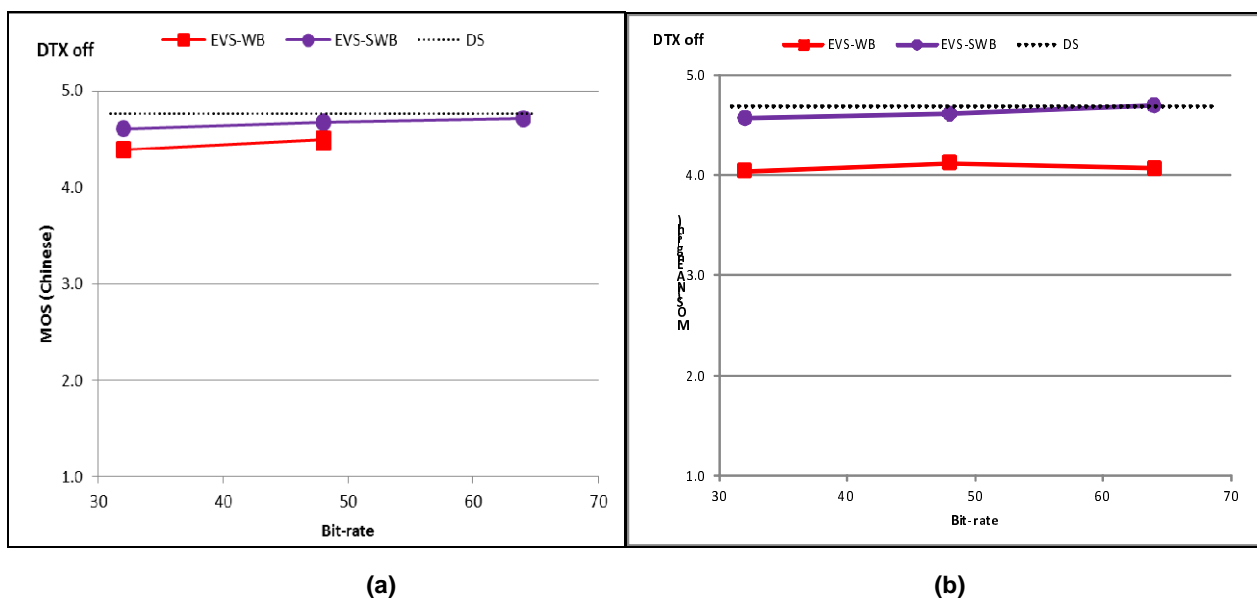 DTX off
EVS-WB EVS-SWB DS
5.0
4.0
3.0
2.0
1.0
MOS (Chinese)
30 40 50 60 70
Bit-rate
DTX off
EVS-WB EVS-SWB DS
5.0
4.0
3.0
2.0
1.0
30 40 50 60 70
Bit-rate
(a) (b)